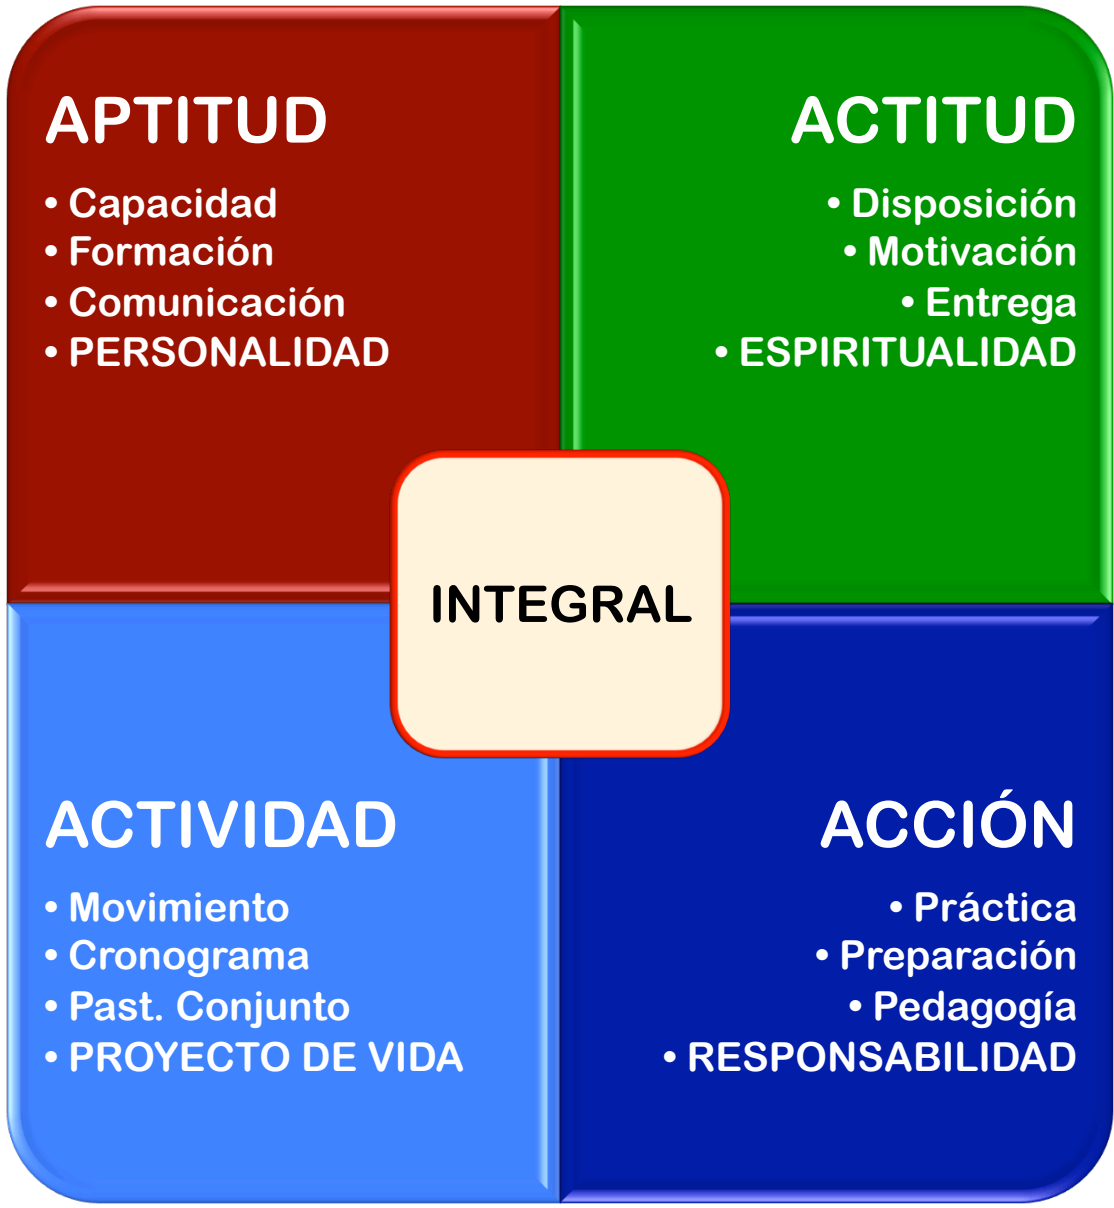 APTITUD
• Capacidad
• Formación
• Comunicación
• PERSONALIDAD
ACTITUD
• Disposición
• Motivación
• Entrega
• ESPIRITUALIDAD
INTEGRAL
ACTIVIDAD
• Movimiento
• Cronograma
• Past. Conjunto
• PROYECTO DE VIDA
ACCIÓN
• Práctica
• Preparación
• Pedagogía
• RESPONSABILIDAD